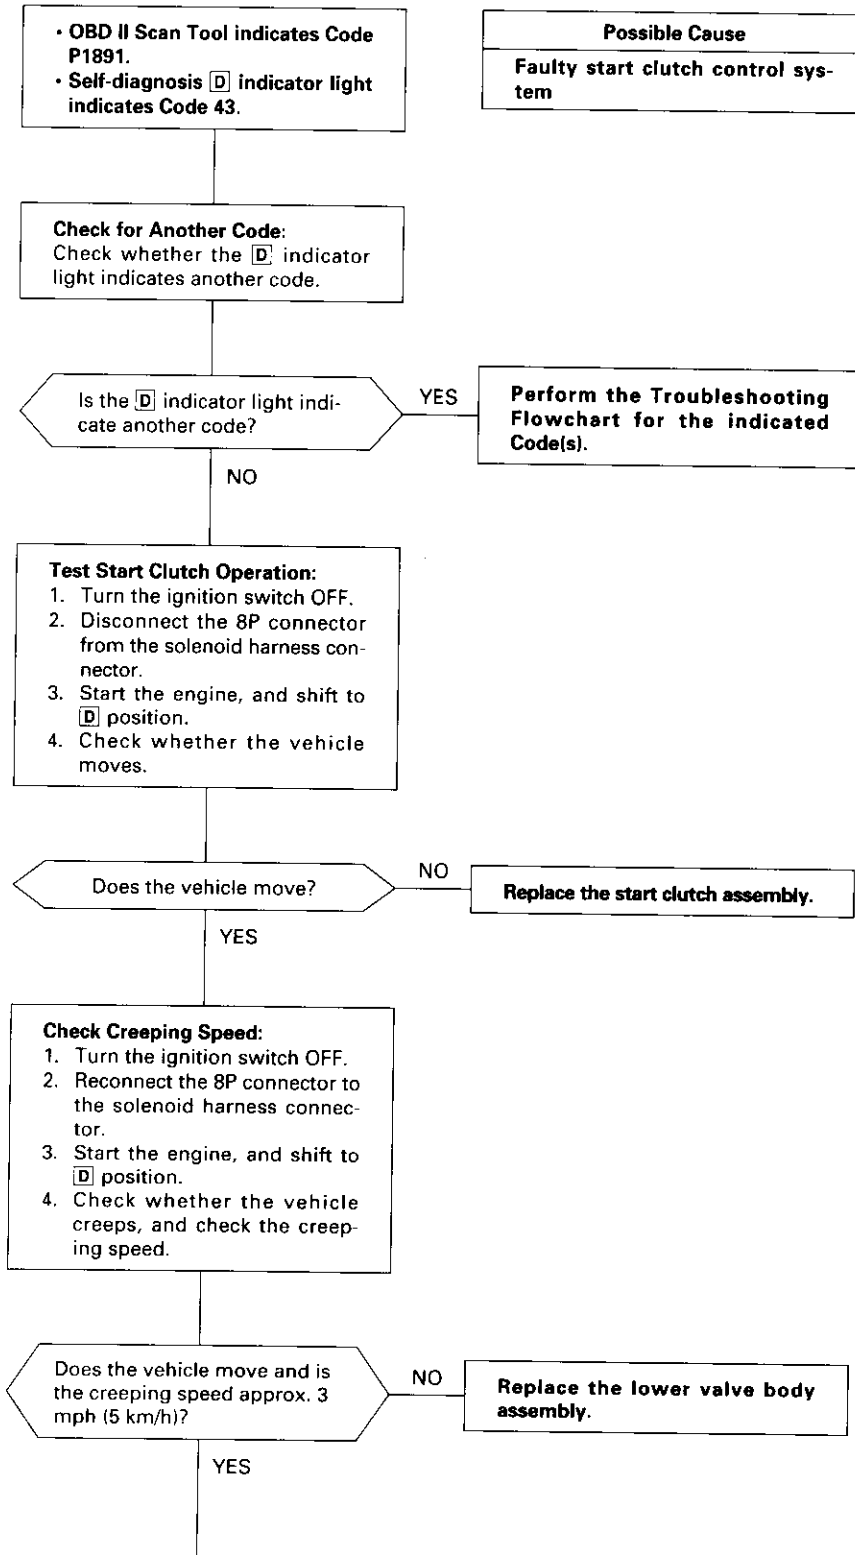 • OBD II Scan Tool indicates Code
P1891.
• Self-diagnosis D indicator light
indicates Code 43.
Possible Cause
Faulty start clutch control sys-
tem
Check for Another Code:
Check whether the D indicator
light indicates another code.
Is the D indicator light indi-
cate another code?
YES
Perform the Troubleshooting
Flowchart for the indicated
Code(s).
NO
Test Start Clutch Operation:
1. Turn the ignition switch OFF.
2. Disconnect the 8P connector
from the solenoid harness con-
nector.
3. Start the engine, and shift to
D position.
4. Check whether the vehicle
moves.
Does the vehicle move?
NO
Replace the start clutch assembly.
YES
Check Creeping Speed:
1. Turn the ignition switch OFF.
2. Reconnect the 8P connector to
the solenoid harness connec-
tor.
3. Start the engine, and shift to
D position.
4. Check whether the vehicle
creeps, and check the creep-
ing speed.
Does the vehicle move and is
the creeping speed approx. 3
mph (5 km/h)?
NO
Replace the lower valve body
assembly.
YES